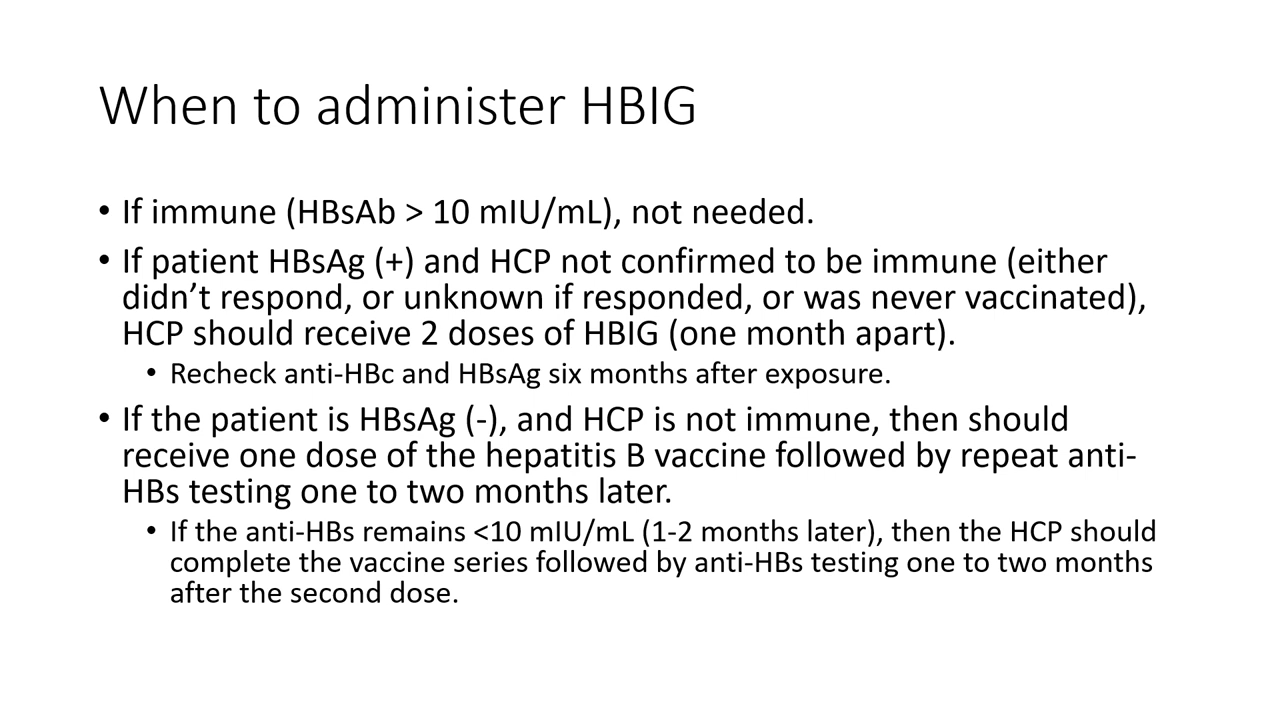 When to administer HBIG
• If immune (HBsAb > 10 mIU/mL), not needed.
• If patient HBsAg (+) and HCP not confirmed to be immune (either
didn’t respond, or unknown if responded, or was never vaccinated),
HCP should receive 2 doses of HBIG (one month apart).
• Recheck anti-HBc and HBsAg six months after exposure.
• If the patient is HBsAg (-), and HCP is not immune, then should
receive one dose of the hepatitis B vaccine followed by repeat anti-
HBs testing one to two months later.
• If the anti-HBs remains <10 mIU/mL (1-2 months later), then the HCP should
complete the vaccine series followed by anti-HBs testing one to two months
after the second dose.